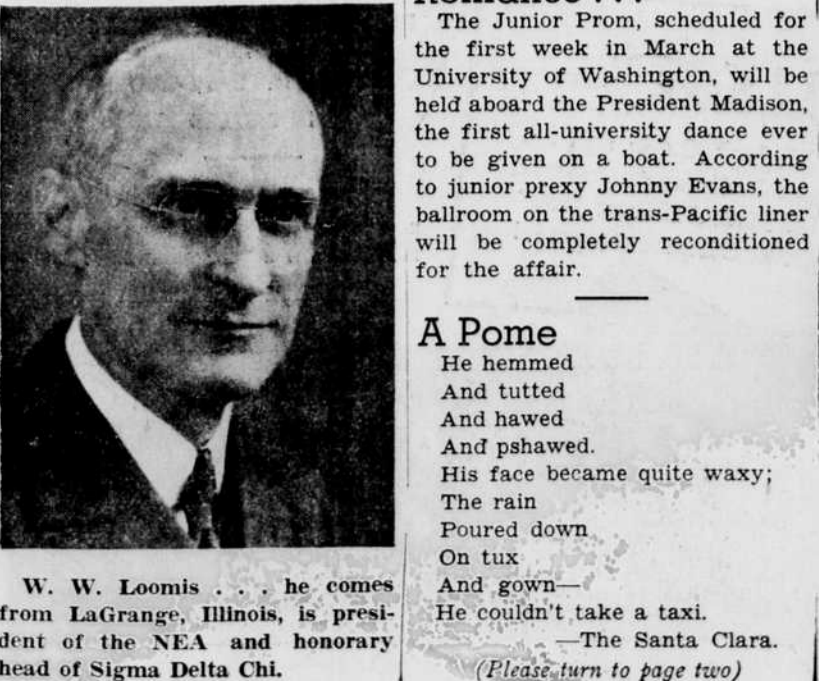 W. W. Loomis . . . he comes
from LaGrange, Illinois, is presi-
dent of the NEA and honorary
head of Sigma Delta Chi.
The Junior Prom, scheduled for
the first week in March at the
University of Washington, will be
held aboard the President Madison,
the first all-university dance ever
to be given on a boat. According
to junior prexy Johnny Evans, the
ballroom on the trans-Pacific liner
will be completely reconditioned
for the affair.
A Pome
He hemmed
And tutted
And hawed
And pshawed.
His face became quite waxy;
The rain
Poured down
On tux
And gown—
He couldn't take a taxi.
—The Santa Clara.
(Please turn to page two)